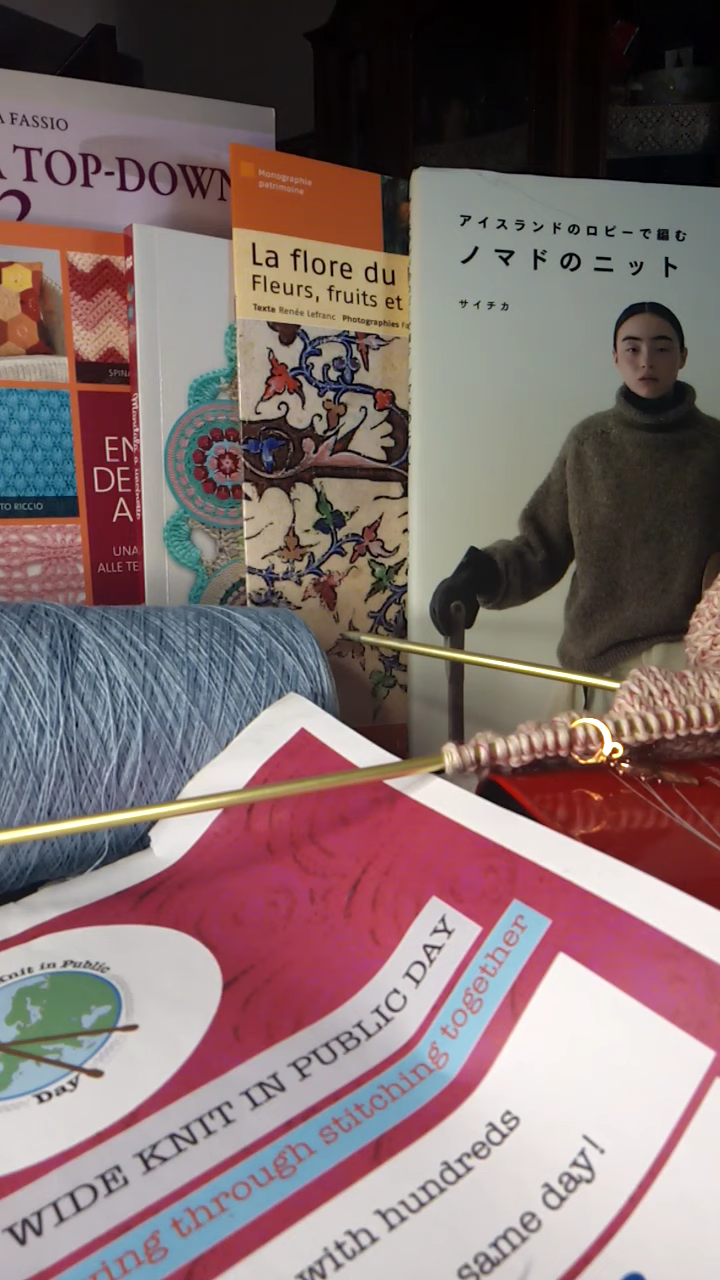 A FASSIO
A TOP-DOWN
2
Monographie
patrimoine
La flore du
Fleurs, fruits et
Texte Renée Lefranc Photographies
アイスランドのロピーで編む
ノマドのニット
サイチカ
SPIN
TO RICCIO
EN
DE
A
UNA
ALLE TE
Mandala a uncinetto
Knit in Public
Day
WIDE KNIT IN PUBLIC DAY
ring through stitching together
with hundreds
same day!